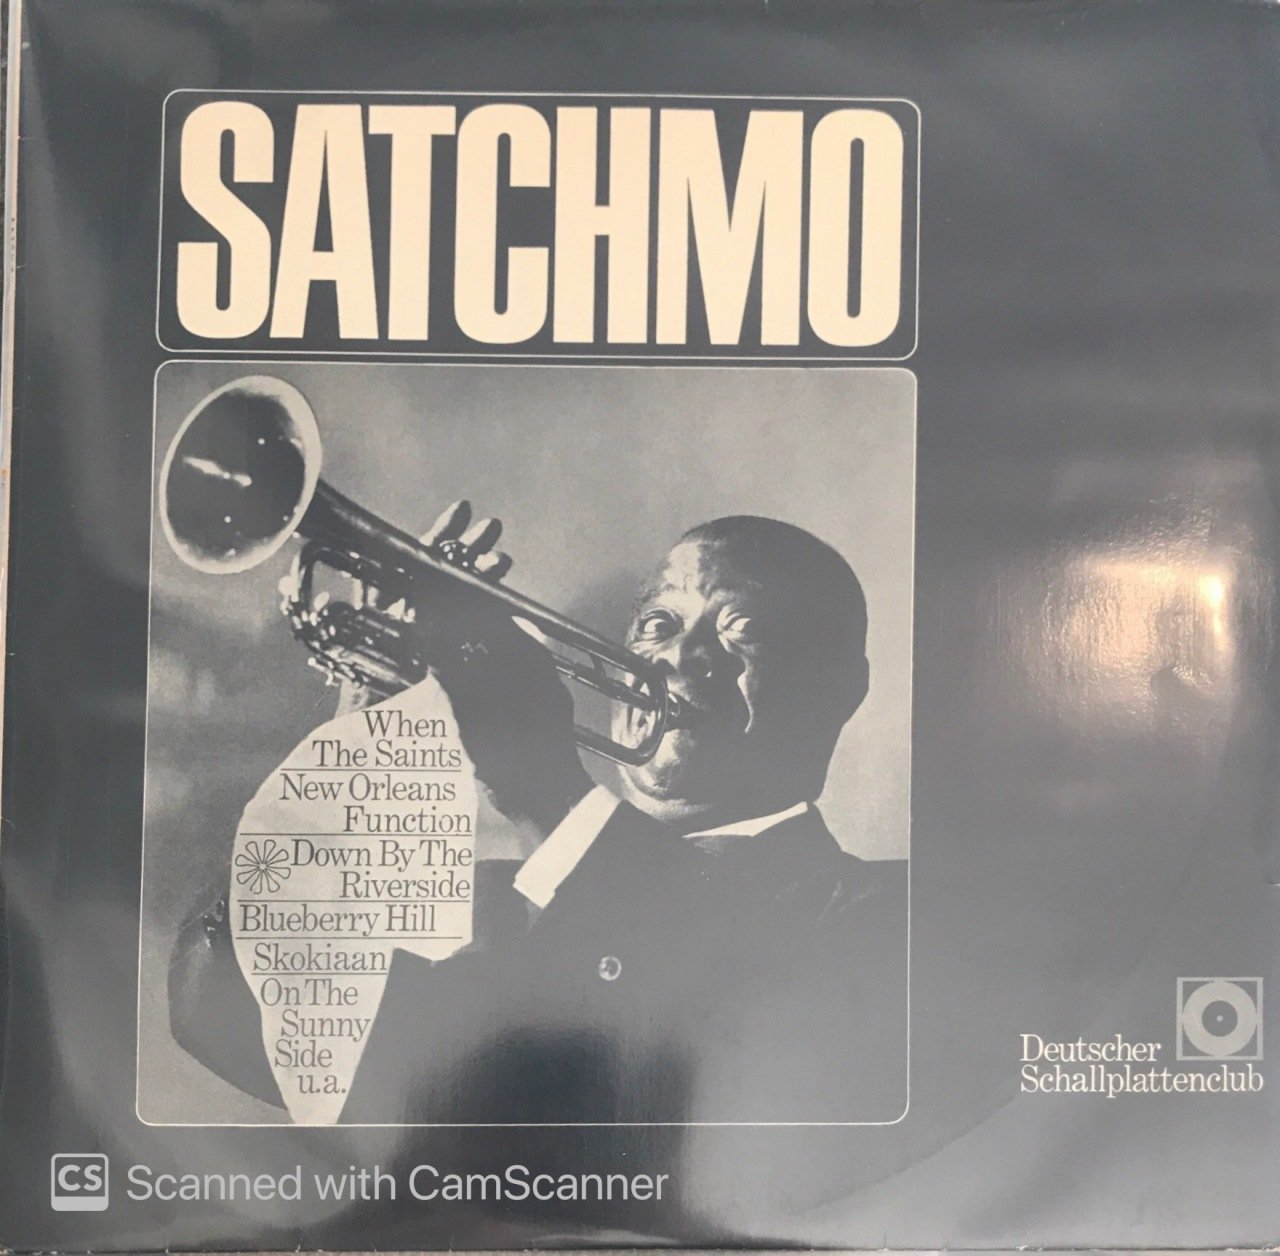 SATCHMO
When
The Saints
New Orleans
Function
Down By The
Riverside
Blueberry Hill
Skokiaan
On The
Sunny
Side
u.a.
Deutscher
Schallplattenclub
CS Scanned with CamScanner